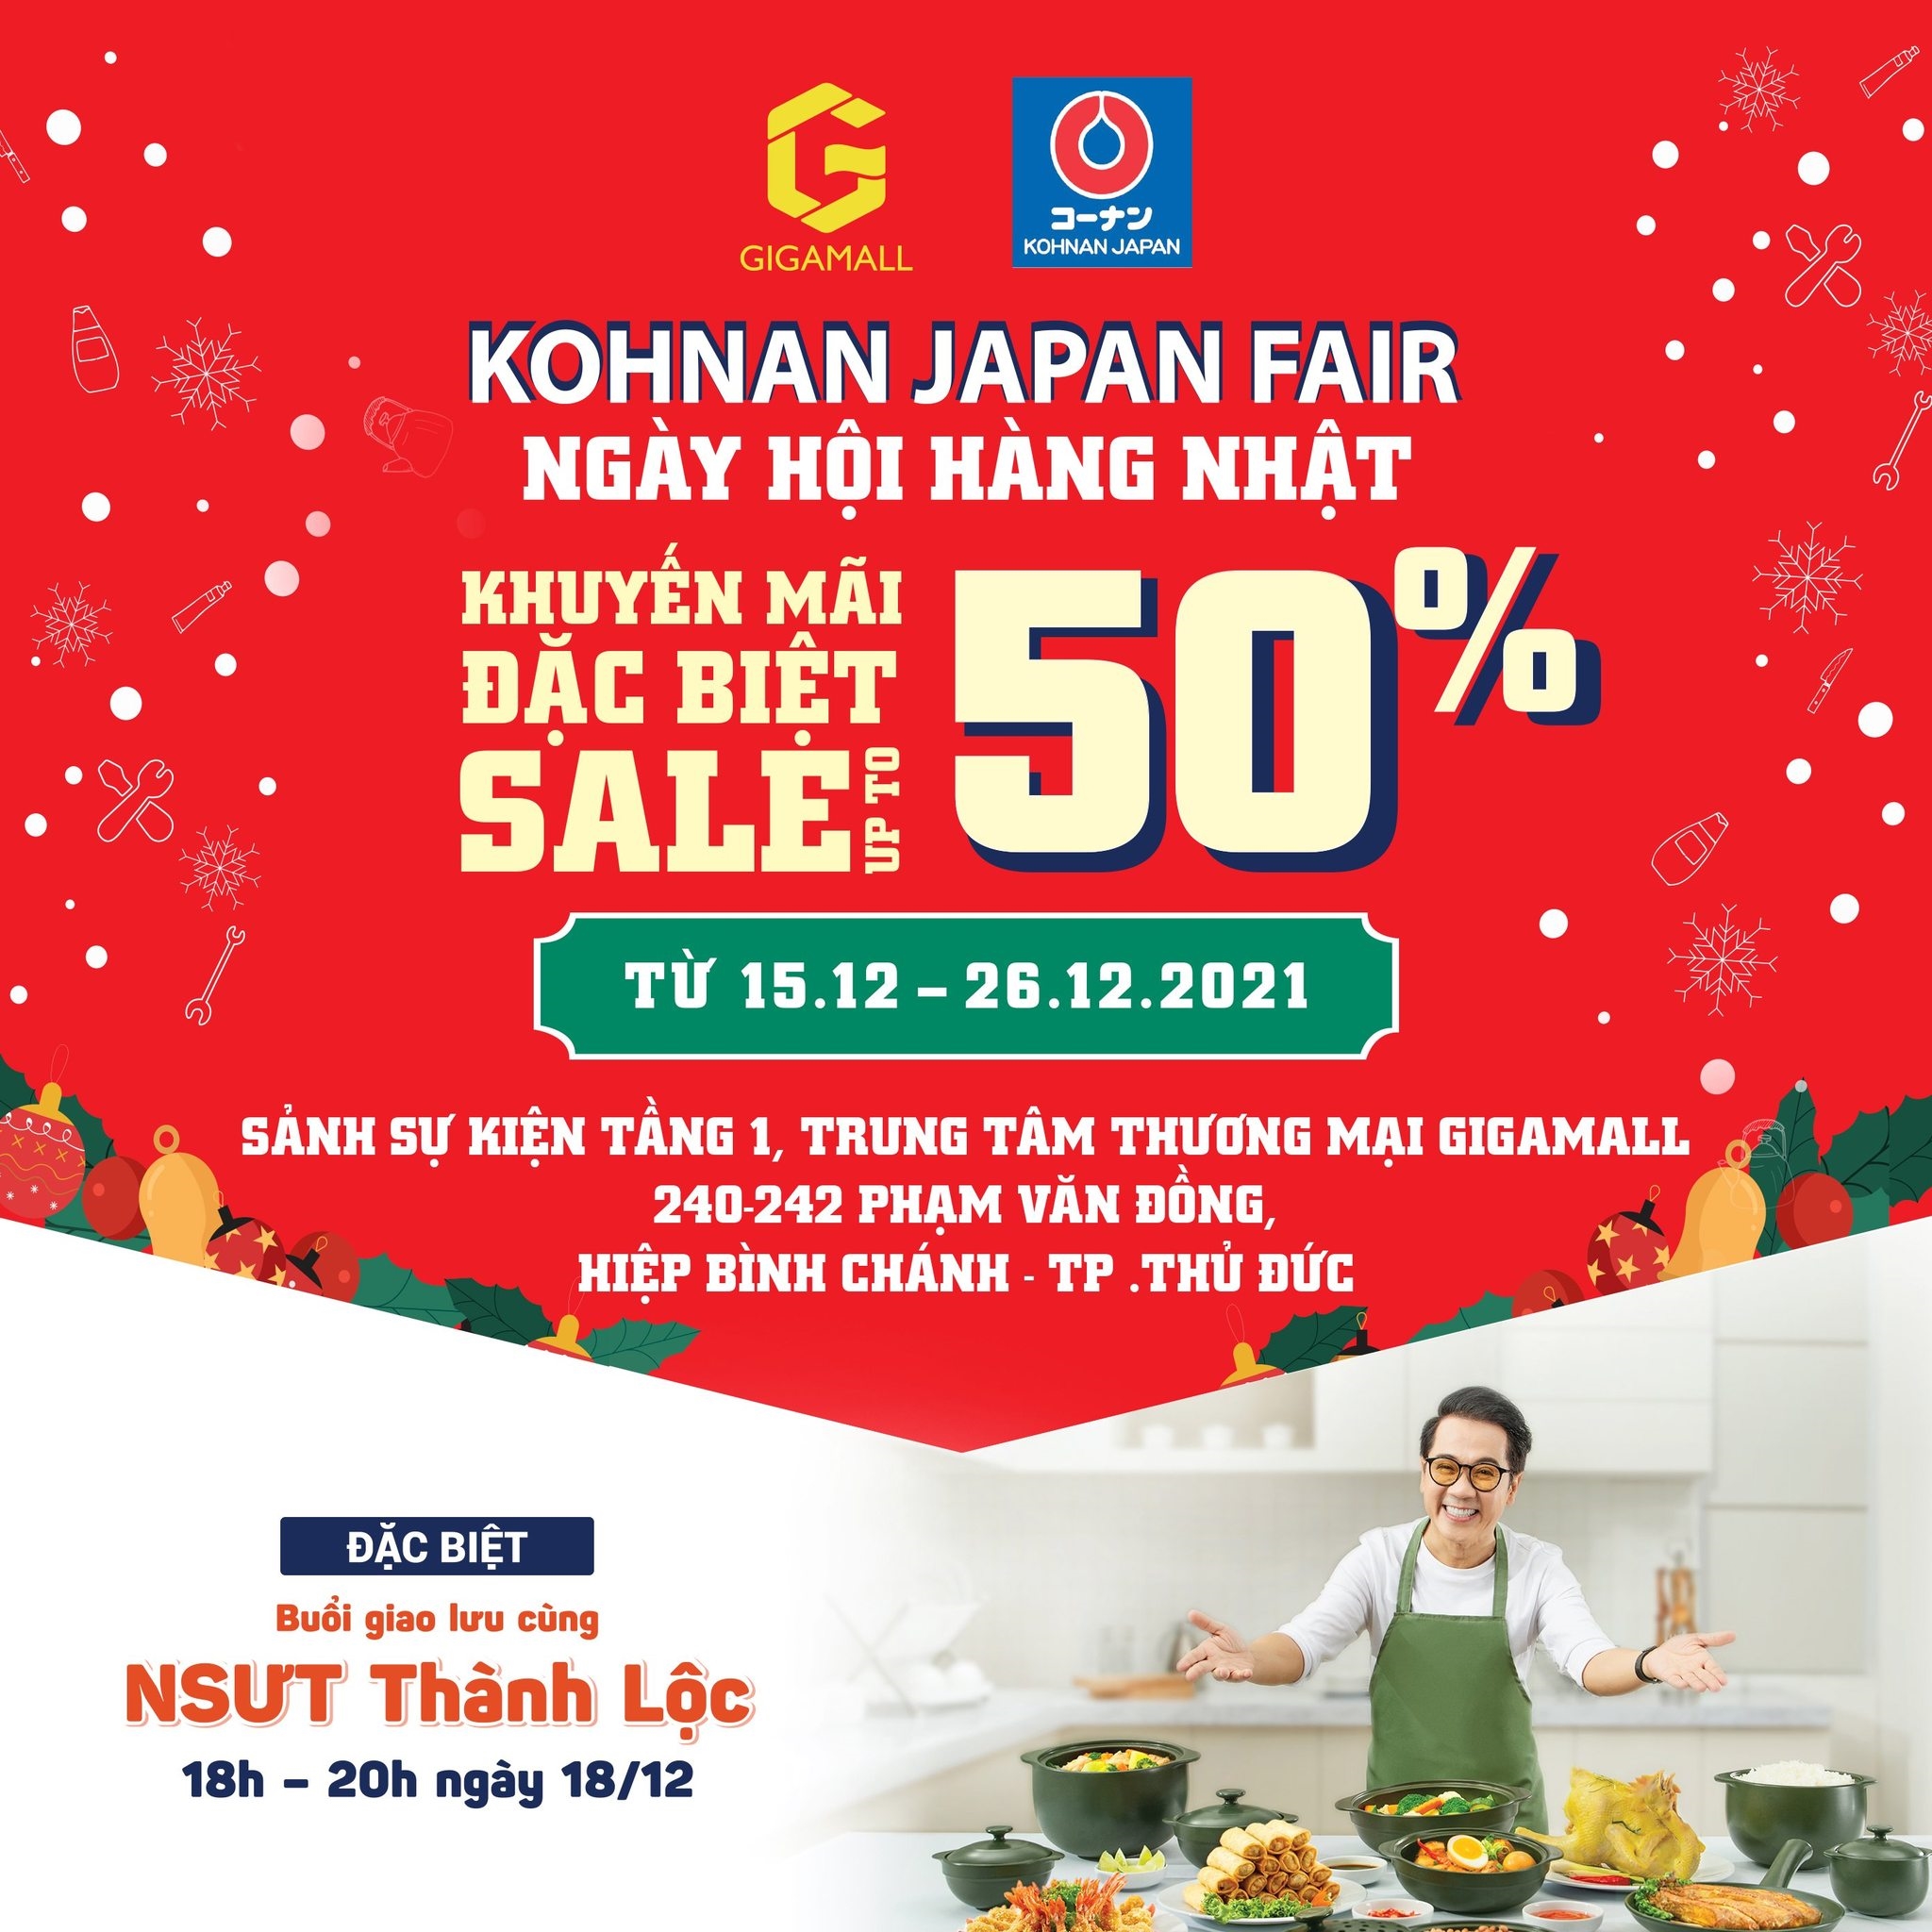 GIGAMALL
コーナン
KOHNAN JAPAN
KOHNAN JAPAN FAIR
NGÀY HỘI HÀNG NHẬT
KHUYẾN MÃI
ĐẶC BIỆT
SALE UP TO
50%
TỪ 15.12 – 26.12.2021
SẢNH SỰ KIỆN TẦNG 1, TRUNG TÂM THƯƠNG MẠI GIGAMALL
240-242 PHẠM VĂN ĐỒNG,
HIỆP BÌNH CHÁNH - TP .THỦ ĐỨC
ĐẶC BIỆT
Buổi giao lưu cùng
NSƯT Thành Lộc
18h – 20h ngày 18/12